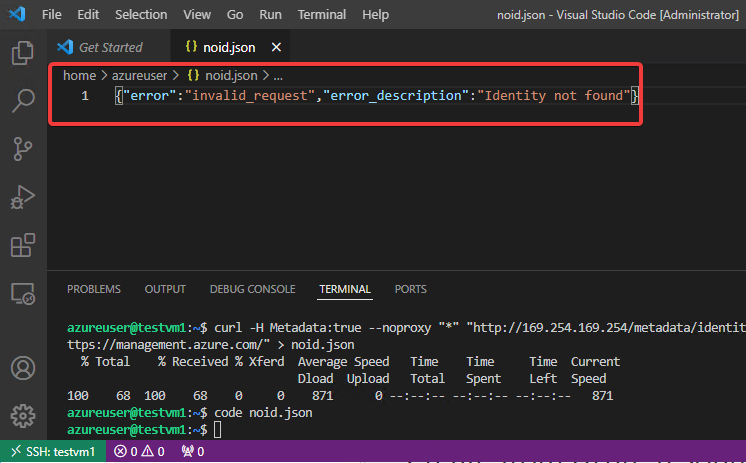 File Edit Selection View Go Run Terminal Help noid.json - Visual Studio Code [Administrator]
Get Started {} noid.json ×
home > azureuser > {} noid.json > ...
1 {"error":"invalid_request","error_description":"Identity not found"}
PROBLEMS OUTPUT DEBUG CONSOLE TERMINAL PORTS
azureuser@testvm1:~$ curl -H Metadata:true --noproxy "*" "http://169.254.169.254/metadata/identit
ttps://management.azure.com/" > noid.json
% Total % Received % Xferd Average Speed Time Time Time Current
Dload Upload Total Spent Left Speed
100 68 100 68 0 0 871 0 --:--:-- --:--:-- --:--:-- 871
azureuser@testvm1:~$ code noid.json
azureuser@testvm1:~$
SSH: testvm1 0 0 0